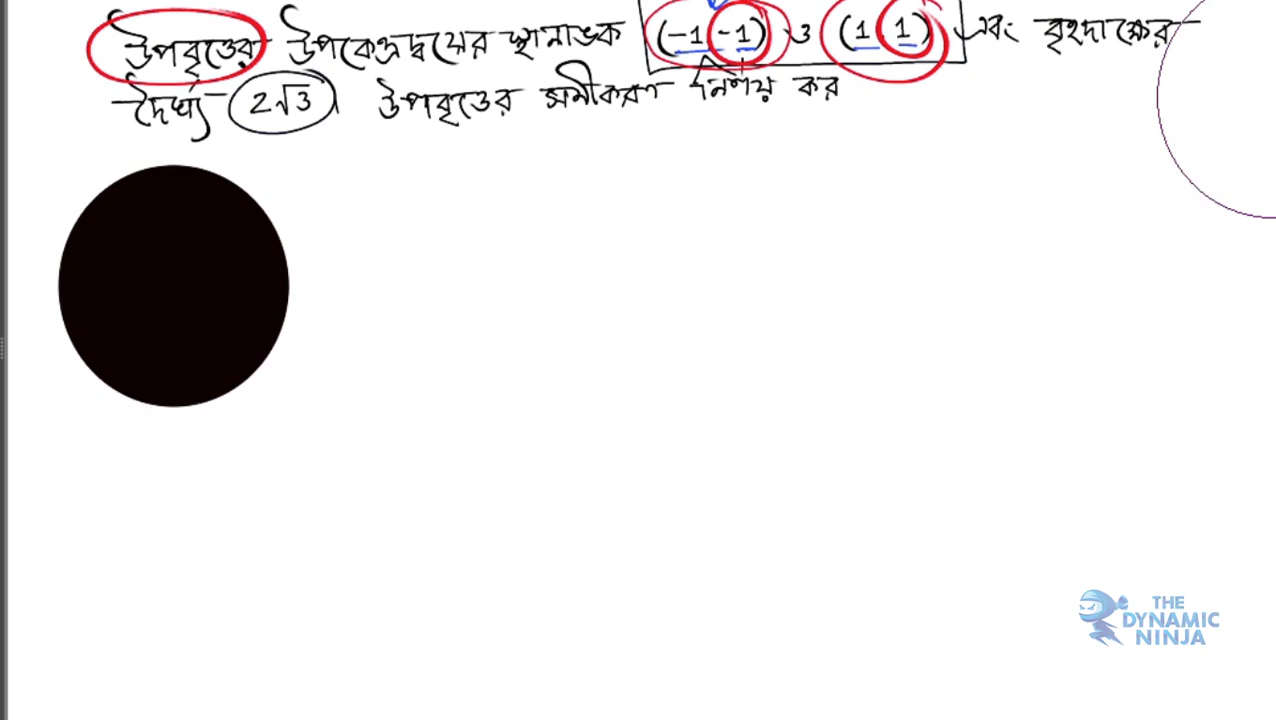 উপবৃত্তের উপকেন্দ্রদ্বয়ের স্থানাঙ্ক (-1 -1) ও (1 1) এবং বৃহদাক্ষের
দৈর্ঘ্য 2√3। উপবৃত্তের সমীকরণ নির্ণয় কর
THE
DYNAMIC
NINJA